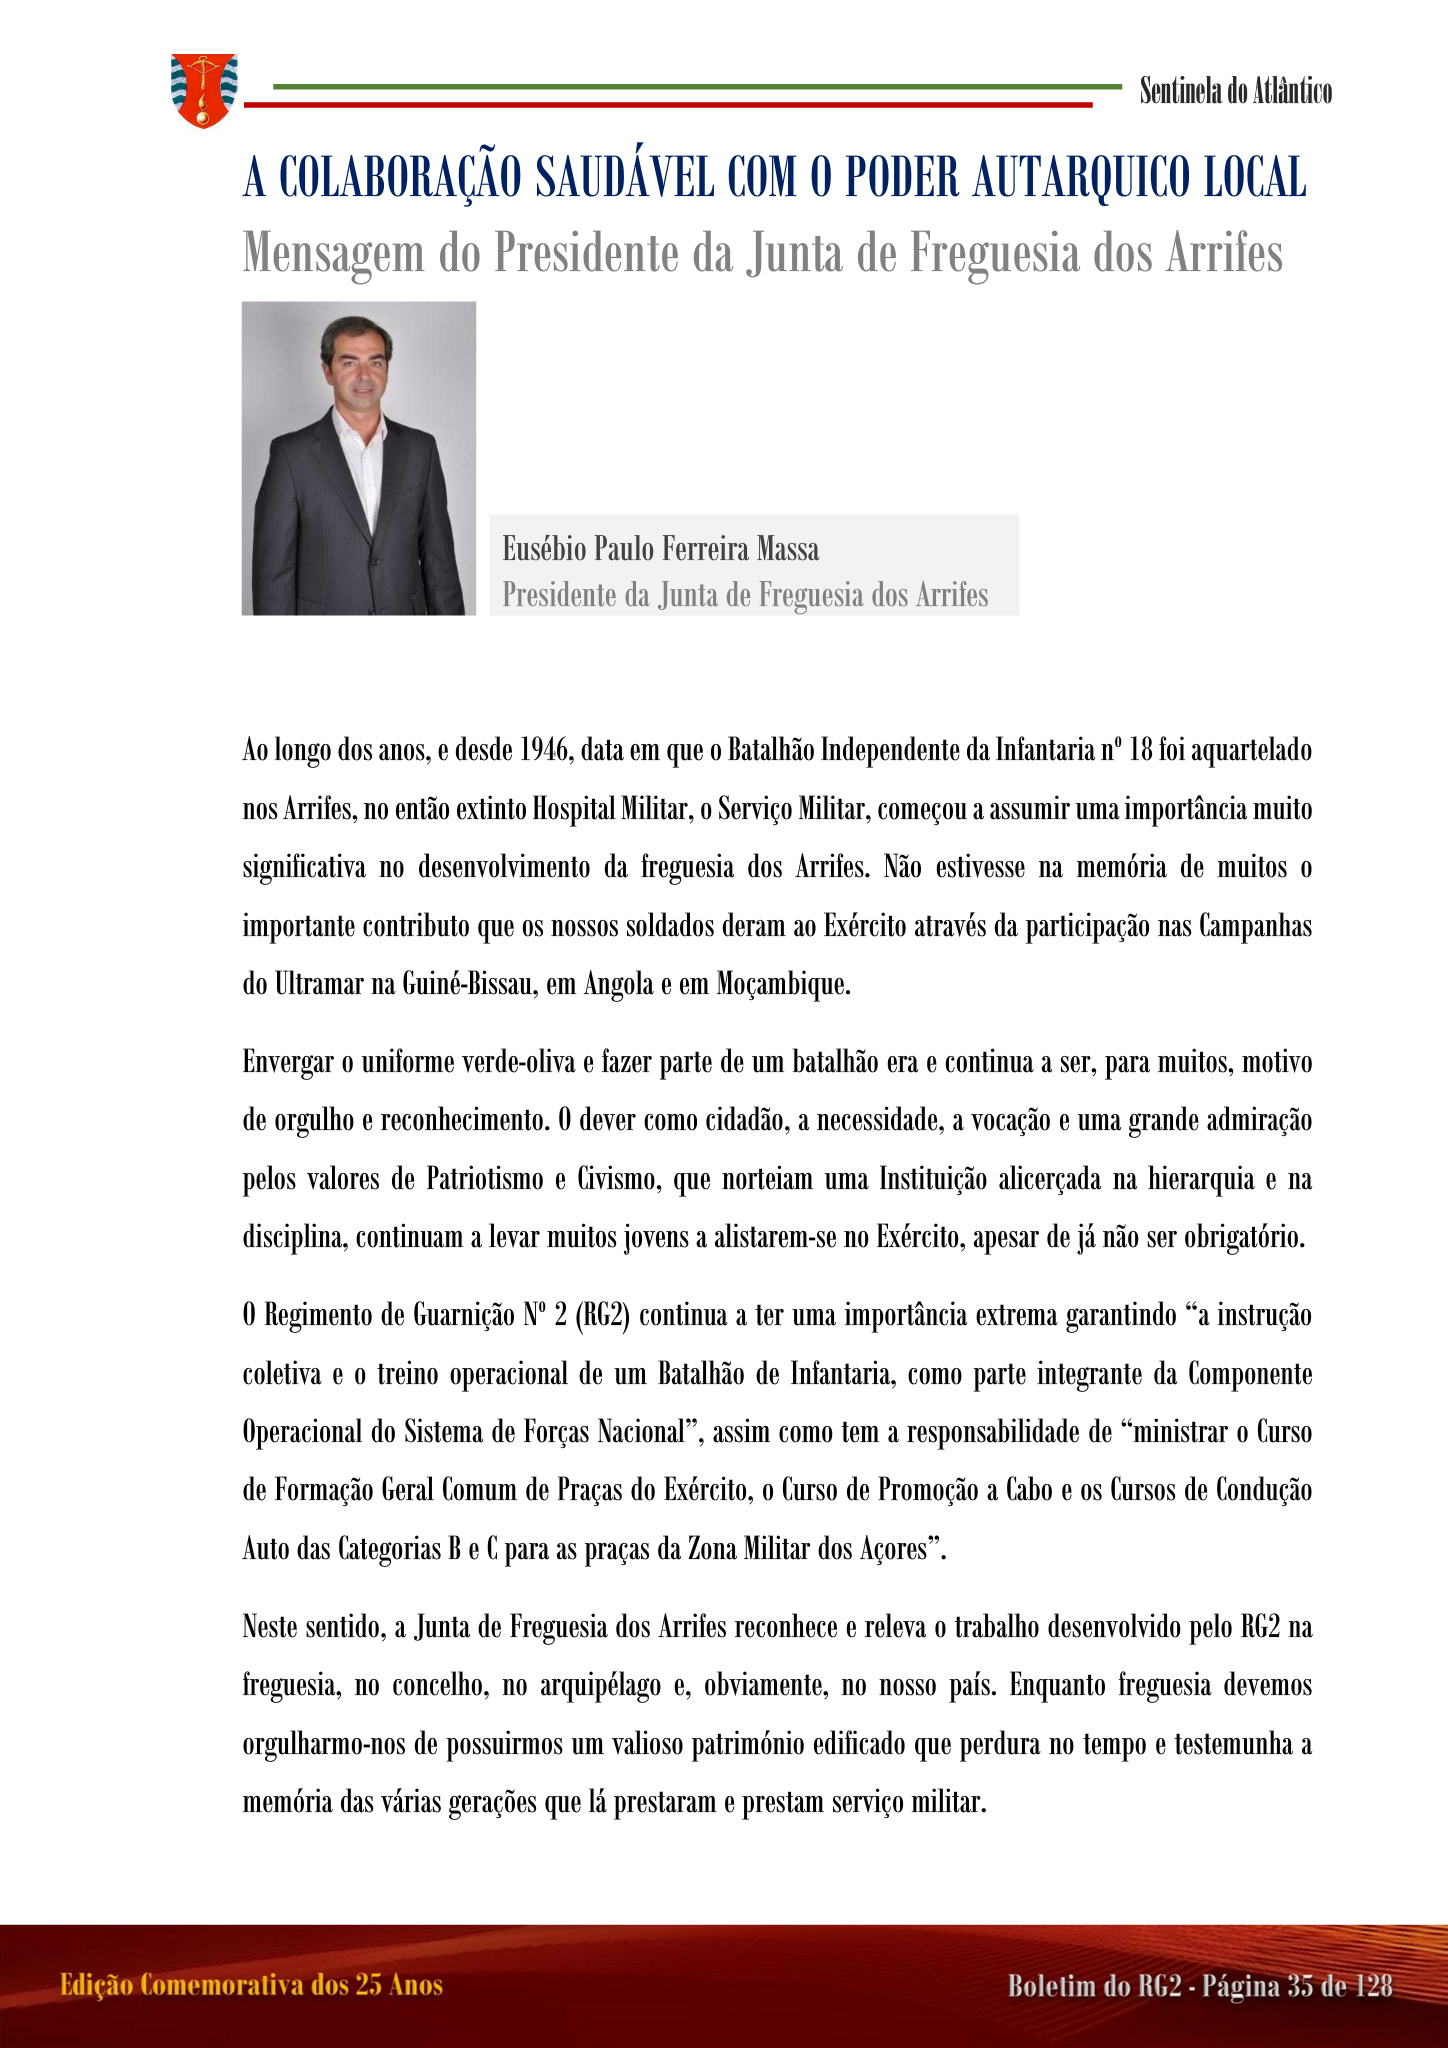 Sentinela do Atlântico
A COLABORAÇÃO SAUDÁVEL COM O PODER AUTARQUICO LOCAL
Mensagem do Presidente da Junta de Freguesia dos Arrifes
Eusébio Paulo Ferreira Massa
Presidente da Junta de Freguesia dos Arrifes
Ao longo dos anos, e desde 1946, data em que o Batalhão Independente da Infantaria nº 18 foi aquartelado
nos Arrifes, no então extinto Hospital Militar, o Serviço Militar, começou a assumir uma importância muito
significativa no desenvolvimento da freguesia dos Arrifes. Não estivesse na memória de muitos o
importante contributo que os nossos soldados deram ao Exército através da participação nas Campanhas
do Ultramar na Guiné-Bissau, em Angola e em Moçambique.
Envergar o uniforme verde-oliva e fazer parte de um batalhão era e continua a ser, para muitos, motivo
de orgulho e reconhecimento. O dever como cidadão, a necessidade, a vocação e uma grande admiração
pelos valores de Patriotismo e Civismo, que norteiam uma Instituição alicerçada na hierarquia e na
disciplina, continuam a levar muitos jovens a alistarem-se no Exército, apesar de já não ser obrigatório.
O Regimento de Guarnição Nº 2 (RG2) continua a ter uma importância extrema garantindo “a instrução
coletiva e o treino operacional de um Batalhão de Infantaria, como parte integrante da Componente
Operacional do Sistema de Forças Nacional”, assim como tem a responsabilidade de “ministrar o Curso
de Formação Geral Comum de Praças do Exército, o Curso de Promoção a Cabo e os Cursos de Condução
Auto das Categorias B e C para as praças da Zona Militar dos Açores”.
Neste sentido, a Junta de Freguesia dos Arrifes reconhece e releva o trabalho desenvolvido pelo RG2 na
freguesia, no concelho, no arquipélago e, obviamente, no nosso país. Enquanto freguesia devemos
orgulharmo-nos de possuirmos um valioso património edificado que perdura no tempo e testemunha a
memória das várias gerações que lá prestaram e prestam serviço militar.
Edição Comemorativa dos 25 Anos
Boletim do RG2 - Página 35 de 128